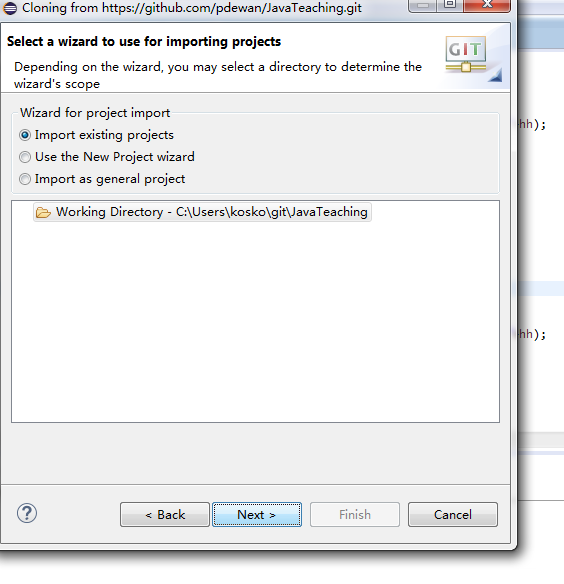 Cloning from https://github.com/pdewan/JavaTeaching.git
Select a wizard to use for importing projects
Depending on the wizard, you may select a directory to determine the
wizard's scope
GIT
Wizard for project import
Import existing projects
Use the New Project wizard
Import as general project
Working Directory - C:\Users\kosko\git\JavaTeaching
hh);
hh);
?
< Back
Next >
Finish
Cancel